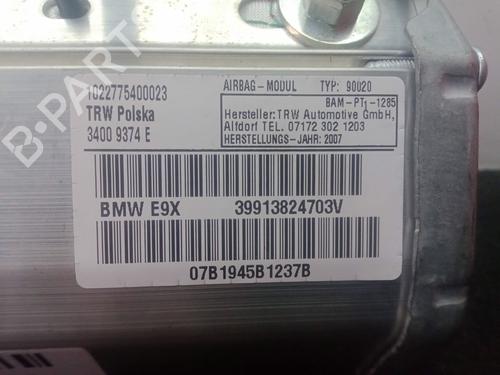 1022775400023
TRW Polska
3400 9374 E
AIRBAG-MODUL TYP: 90020
BAM-PT1-1285
Hersteller: TRW Automotive GmbH,
Alfdorf TEL. 07172 302 1203
HERSTELLUNGS-JAHR: 2007
BMW E9X 39913824703V
07B1945B1237B
B-PARTS